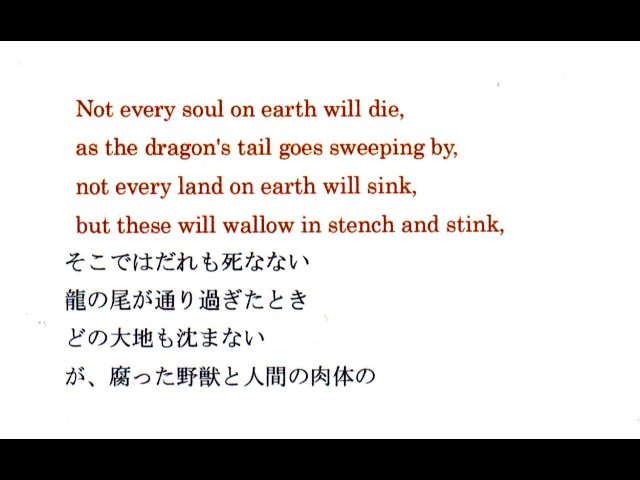 Not every soul on earth will die,
as the dragon's tail goes sweeping by,
not every land on earth will sink,
but these will wallow in stench and stink,
そこではだれも死なない
龍の尾が通り過ぎたとき
どの大地も沈まない
が、腐った野獣と人間の肉体の